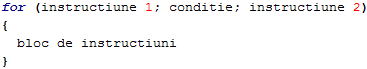 for (instructiune 1; conditie; instructiune 2)
{
  bloc de instructiuni
}